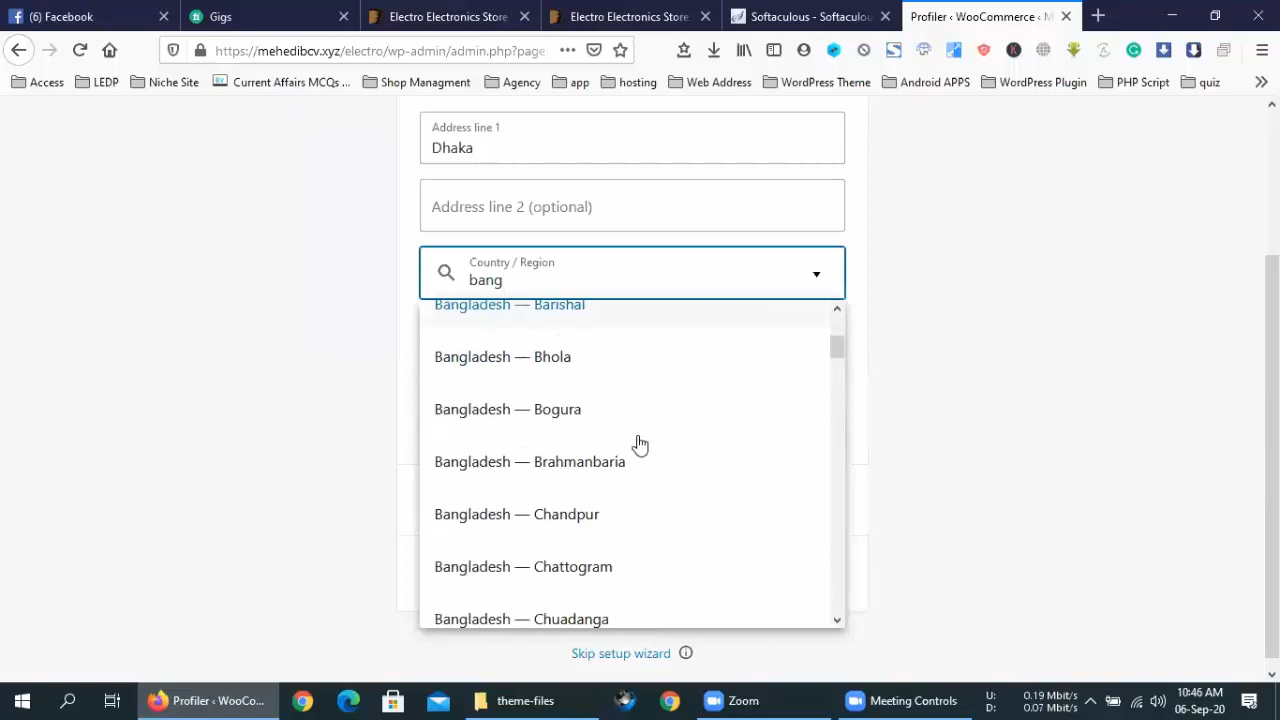 (6) Facebook
Gigs
Electro Electronics Store
Electro Electronics Store
Softaculous - Softaculou
Profiler ‹ WooCommerce ‹ M
https://mehedibcv.xyz/electro/wp-admin/admin.php?page
Access
LEDP
Niche Site
Current Affairs MCQs ...
Shop Managment
Agency
app
hosting
Web Address
WordPress Theme
Android APPS
WordPress Plugin
PHP Script
quiz
Address line 1
Dhaka
Address line 2 (optional)
Country / Region
bang
Bangladesh — Barishal
Bangladesh — Bhola
Bangladesh — Bogura
Bangladesh — Brahmanbaria
Bangladesh — Chandpur
Bangladesh — Chattogram
Bangladesh — Chuadanga
Skip setup wizard
Profiler ‹ WooCo...
theme-files
Zoom
Meeting Controls
U: 0.19 Mbit/s
D: 0.07 Mbit/s
10:46 AM
06-Sep-20